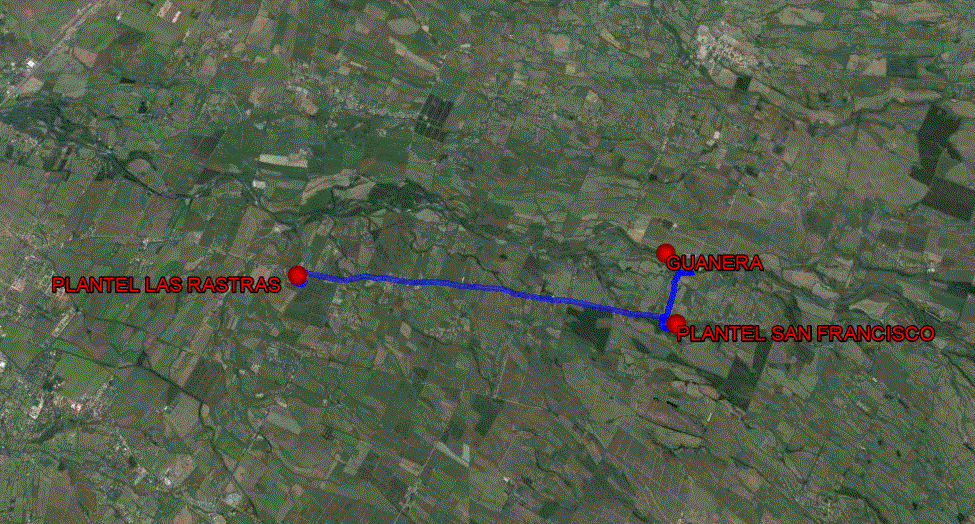 GUANERA
PLANTEL LAS RASTRAS
PLANTEL SAN FRANCISCO